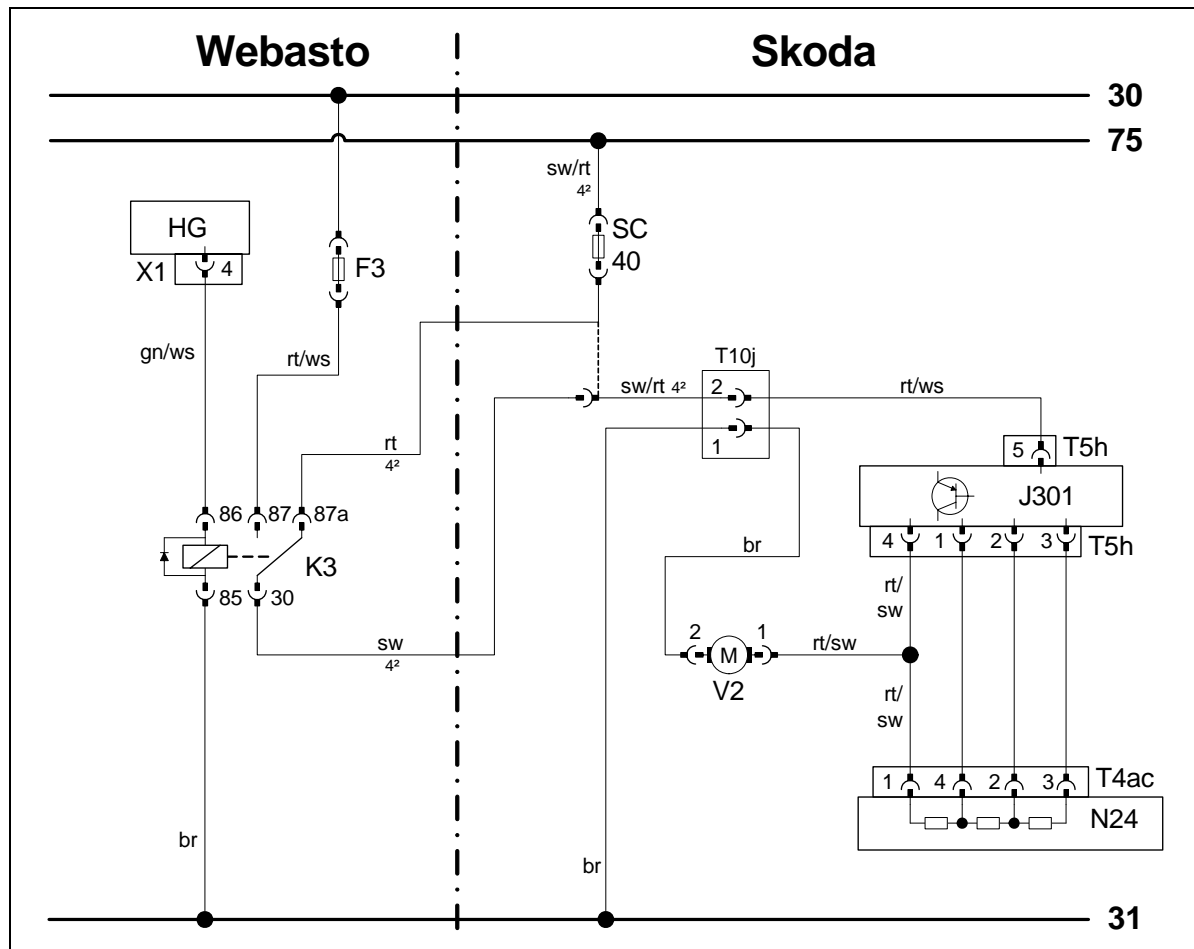 Webasto
Skoda
30
75
sw/rt
4²
HG
X1
4
F3
SC
40
gn/ws
rt/ws
T10j
sw/rt 4²
2
rt/ws
1
5
T5h
J301
rt
4²
86
87
87a
K3
85
30
4
1
2
3
T5h
br
rt/
sw
sw
4²
2
M
1
rt/sw
V2
rt/
sw
1
4
2
3
T4ac
N24
br
br
31